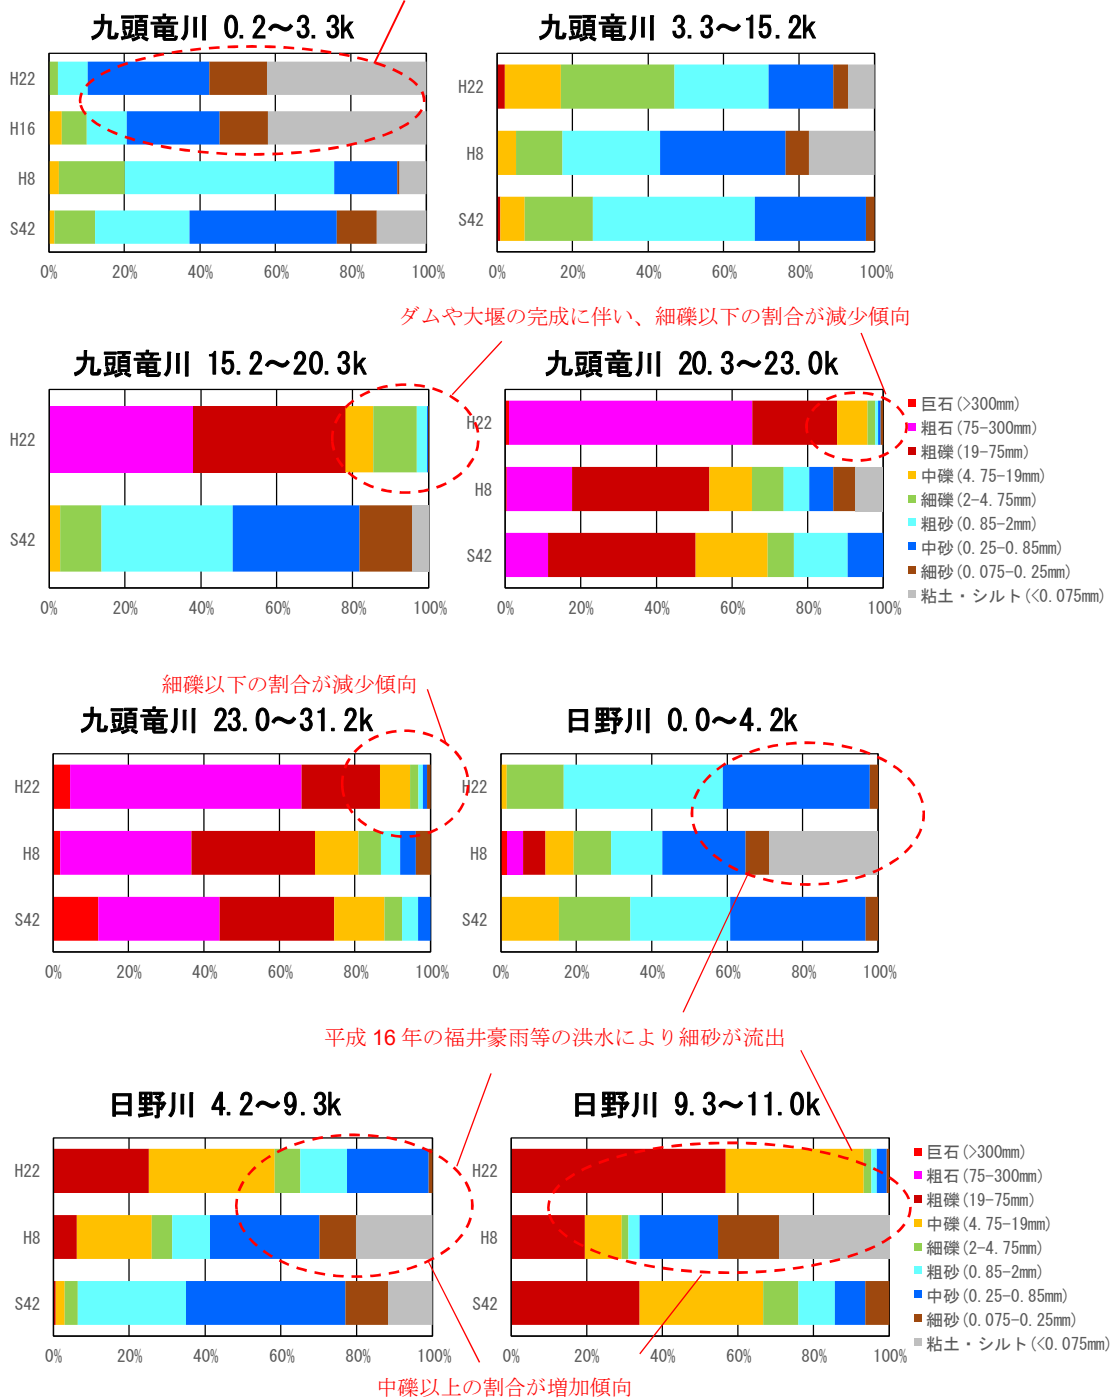 九頭竜川 0.2～3.3k
H22
H16
H8
S42
0% 20% 40% 60% 80% 100%
九頭竜川 3.3～15.2k
H22
H8
S42
0% 20% 40% 60% 80% 100%
ダムや大堰の完成に伴い、細礫以下の割合が減少傾向
九頭竜川 15.2～20.3k
H22
S42
0% 20% 40% 60% 80% 100%
九頭竜川 20.3～23.0k
H22
H8
S42
0% 20% 40% 60% 80% 100%
巨石(>300mm)
粗石(75-300mm)
粗礫(19-75mm)
中礫(4.75-19mm)
細礫(2-4.75mm)
粗砂(0.85-2mm)
中砂(0.25-0.85mm)
細砂(0.075-0.25mm)
粘土・シルト(<0.075mm)
細礫以下の割合が減少傾向
九頭竜川 23.0～31.2k
H22
H8
S42
0% 20% 40% 60% 80% 100%
日野川 0.0～4.2k
H22
H8
S42
0% 20% 40% 60% 80% 100%
平成 16 年の福井豪雨等の洪水により細砂が流出
日野川 4.2～9.3k
H22
H8
S42
0% 20% 40% 60% 80% 100%
日野川 9.3～11.0k
H22
H8
S42
0% 20% 40% 60% 80% 100%
巨石(>300mm)
粗石(75-300mm)
粗礫(19-75mm)
中礫(4.75-19mm)
細礫(2-4.75mm)
粗砂(0.85-2mm)
中砂(0.25-0.85mm)
細砂(0.075-0.25mm)
粘土・シルト(<0.075mm)
中礫以上の割合が増加傾向